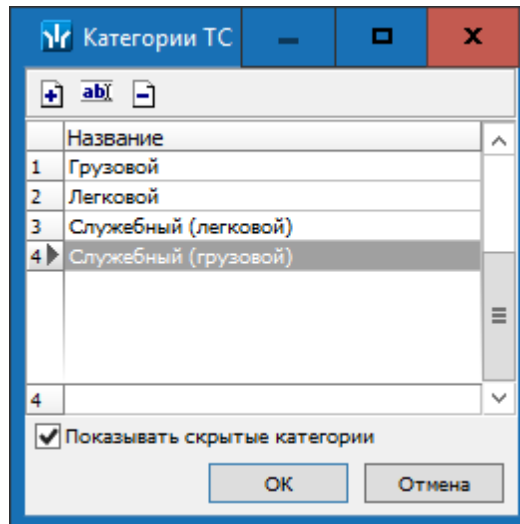 Категории ТС
abI
Название
1 Грузовой
2 Легковой
3 Служебный (легковой)
4 Служебный (грузовой)
4
Показывать скрытые категории
OK Отмена